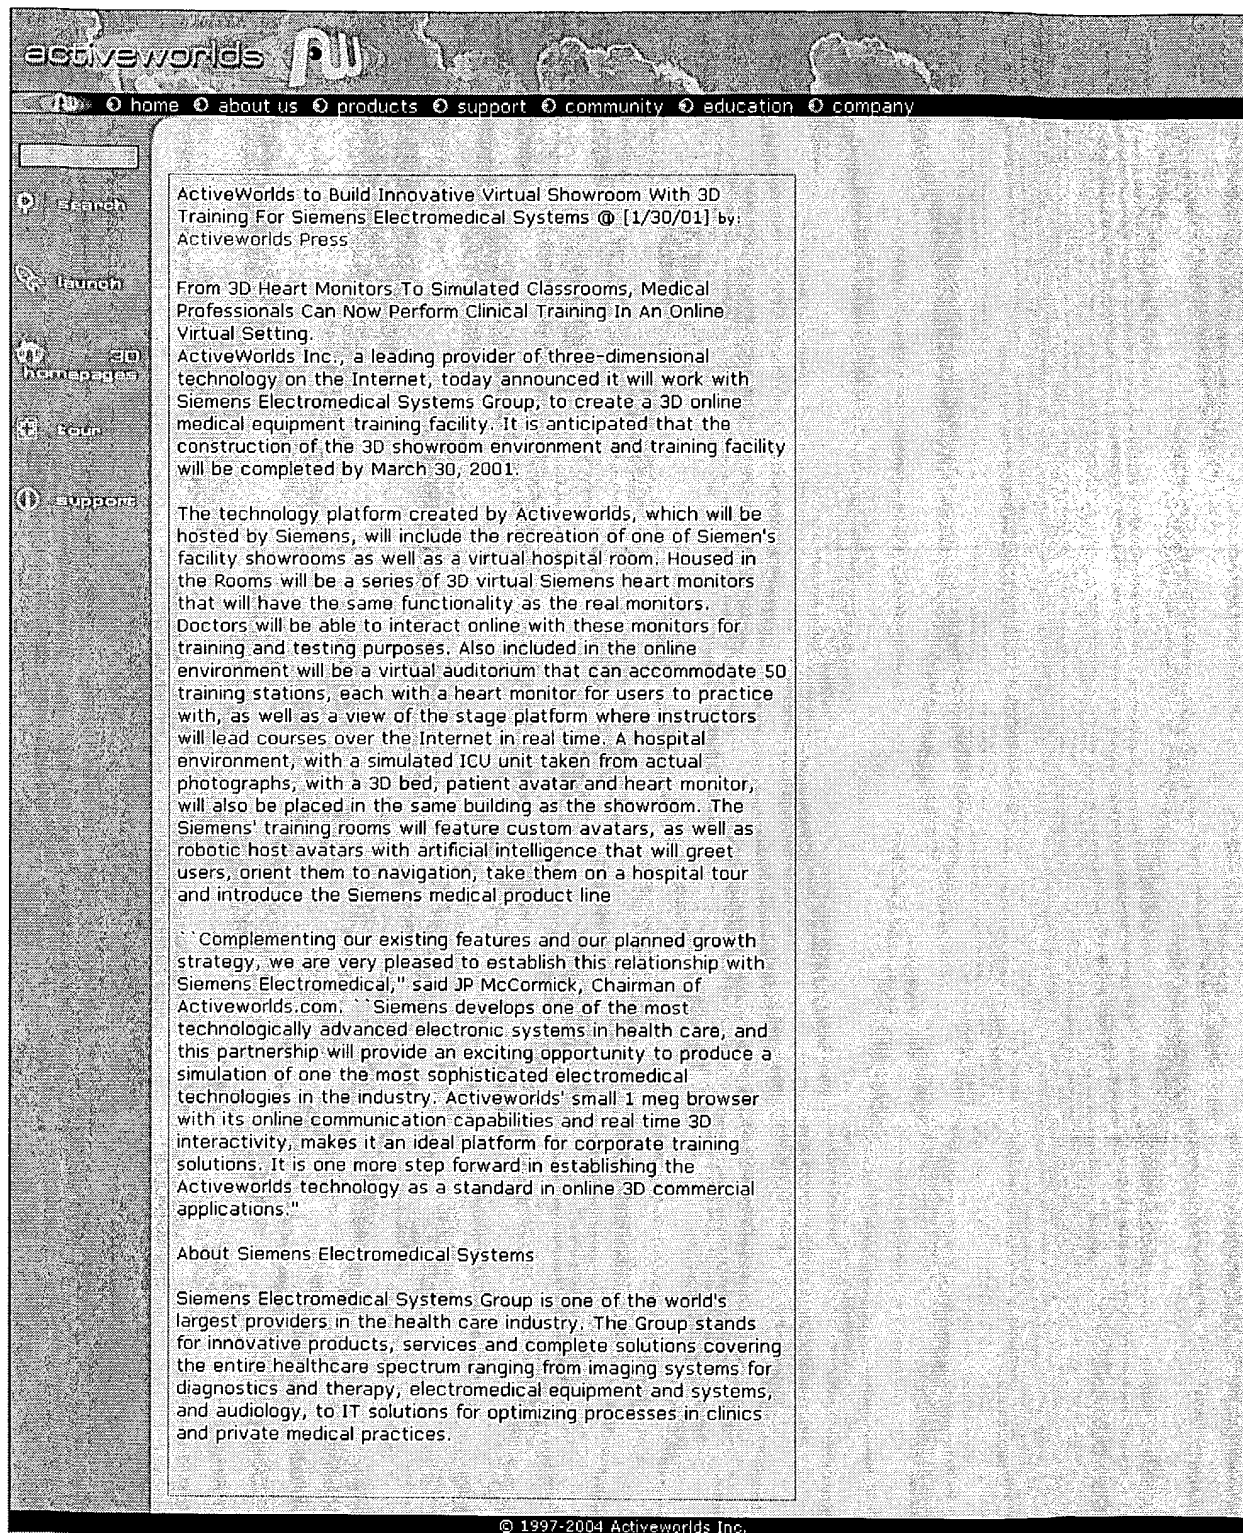 activeworlds
home about us products support community education company
search
launch
3D
homepages
tour
support
ActiveWorlds to Build Innovative Virtual Showroom With 3D
Training For Siemens Electromedical Systems @ [1/30/01] by:
Activeworlds Press
From 3D Heart Monitors To Simulated Classrooms, Medical
Professionals Can Now Perform Clinical Training In An Online
Virtual Setting.
ActiveWorlds Inc., a leading provider of three-dimensional
technology on the Internet, today announced it will work with
Siemens Electromedical Systems Group, to create a 3D online
medical equipment training facility. It is anticipated that the
construction of the 3D showroom environment and training facility
will be completed by March 30, 2001.
The technology platform created by Activeworlds, which will be
hosted by Siemens, will include the recreation of one of Siemen's
facility showrooms as well as a virtual hospital room. Housed in
the Rooms will be a series of 3D virtual Siemens heart monitors
that will have the same functionality as the real monitors.
Doctors will be able to interact online with these monitors for
training and testing purposes. Also included in the online
environment will be a virtual auditorium that can accommodate 50
training stations, each with a heart monitor for users to practice
with, as well as a view of the stage platform where instructors
will lead courses over the Internet in real time. A hospital
environment, with a simulated ICU unit taken from actual
photographs, with a 3D bed, patient avatar and heart monitor,
will also be placed in the same building as the showroom. The
Siemens' training rooms will feature custom avatars, as well as
robotic host avatars with artificial intelligence that will greet
users, orient them to navigation, take them on a hospital tour
and introduce the Siemens medical product line
``Complementing our existing features and our planned growth
strategy, we are very pleased to establish this relationship with
Siemens Electromedical," said JP McCormick, Chairman of
Activeworlds.com. ``Siemens develops one of the most
technologically advanced electronic systems in health care, and
this partnership will provide an exciting opportunity to produce a
simulation of one the most sophisticated electromedical
technologies in the industry. Activeworlds' small 1 meg browser
with its online communication capabilities and real time 3D
interactivity, makes it an ideal platform for corporate training
solutions. It is one more step forward in establishing the
Activeworlds technology as a standard in online 3D commercial
applications."
About Siemens Electromedical Systems
Siemens Electromedical Systems Group is one of the world's
largest providers in the health care industry. The Group stands
for innovative products, services and complete solutions covering
the entire healthcare spectrum ranging from imaging systems for
diagnostics and therapy, electromedical equipment and systems,
and audiology, to IT solutions for optimizing processes in clinics
and private medical practices.
© 1997-2004 Activeworlds Inc.